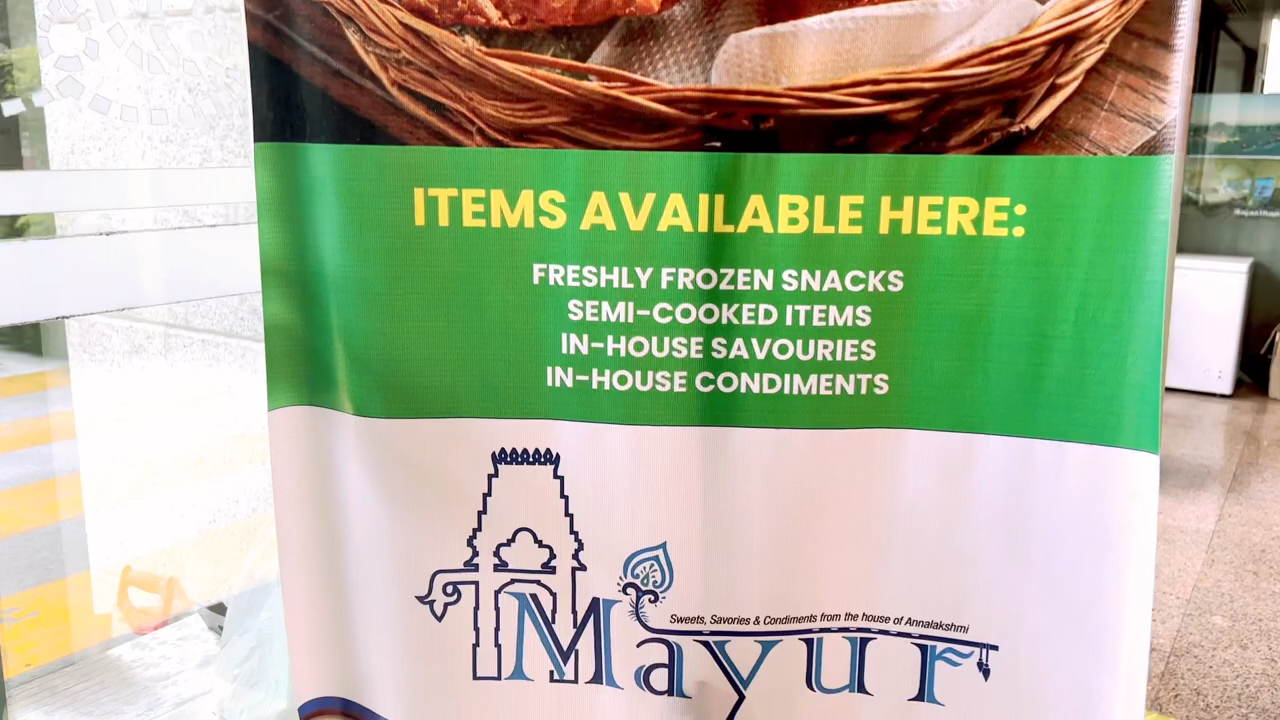 ITEMS AVAILABLE HERE:
FRESHLY FROZEN SNACKS
SEMI-COOKED ITEMS
IN-HOUSE SAVOURIES
IN-HOUSE CONDIMENTS
Sweets, Savories & Condiments from the house of Annalakshmi
Mayur